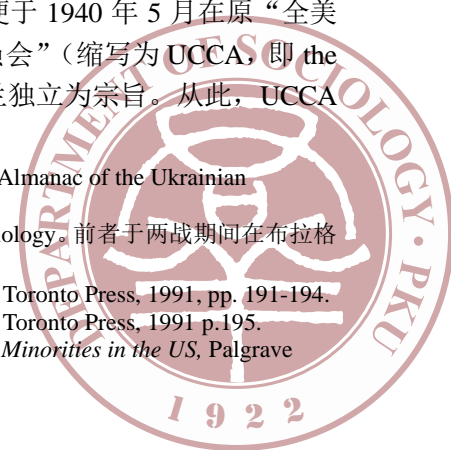 便于 1940 年 5 月在原“全美
会”（缩写为 UCCA，即 the
兰独立为宗旨。从此，UCCA
Almanac of the Ukrainian
ology。前者于两战期间在布拉格
Toronto Press, 1991, pp. 191-194.
Toronto Press, 1991 p.195.
Minorities in the US, Palgrave
DEPARTMENT OF SOCIOLOGY · PKU
1922